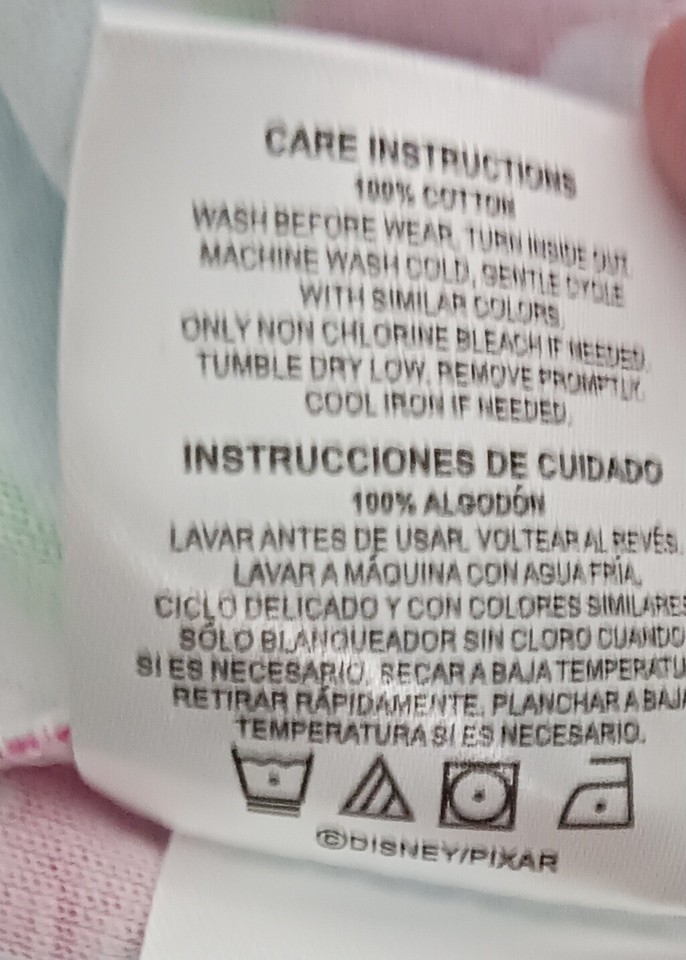 CARE INSTRUCTIONS
100% COTTON
WASH BEFORE WEAR. TURN INSIDE OUT.
MACHINE WASH COLD, GENTLE CYCLE
WITH SIMILAR COLORS.
ONLY NON CHLORINE BLEACH IF NEEDED.
TUMBLE DRY LOW. REMOVE PROMPTLY.
COOL IRON IF NEEDED.
INSTRUCCIONES DE CUIDADO
100% ALGODÓN
LAVAR ANTES DE USAR. VOLTEAR AL REVÉS.
LAVAR A MÁQUINA CON AGUA FRÍA,
CICLO DELICADO Y CON COLORES SIMILARES
SÓLO BLANQUEADOR SIN CLORO CUANDO
SI ES NECESARIO. SECAR A BAJA TEMPERATU
RETIRAR RÁPIDAMENTE. PLANCHAR A BAJA
TEMPERATURA SI ES NECESARIO.
©DISNEY/PIXAR